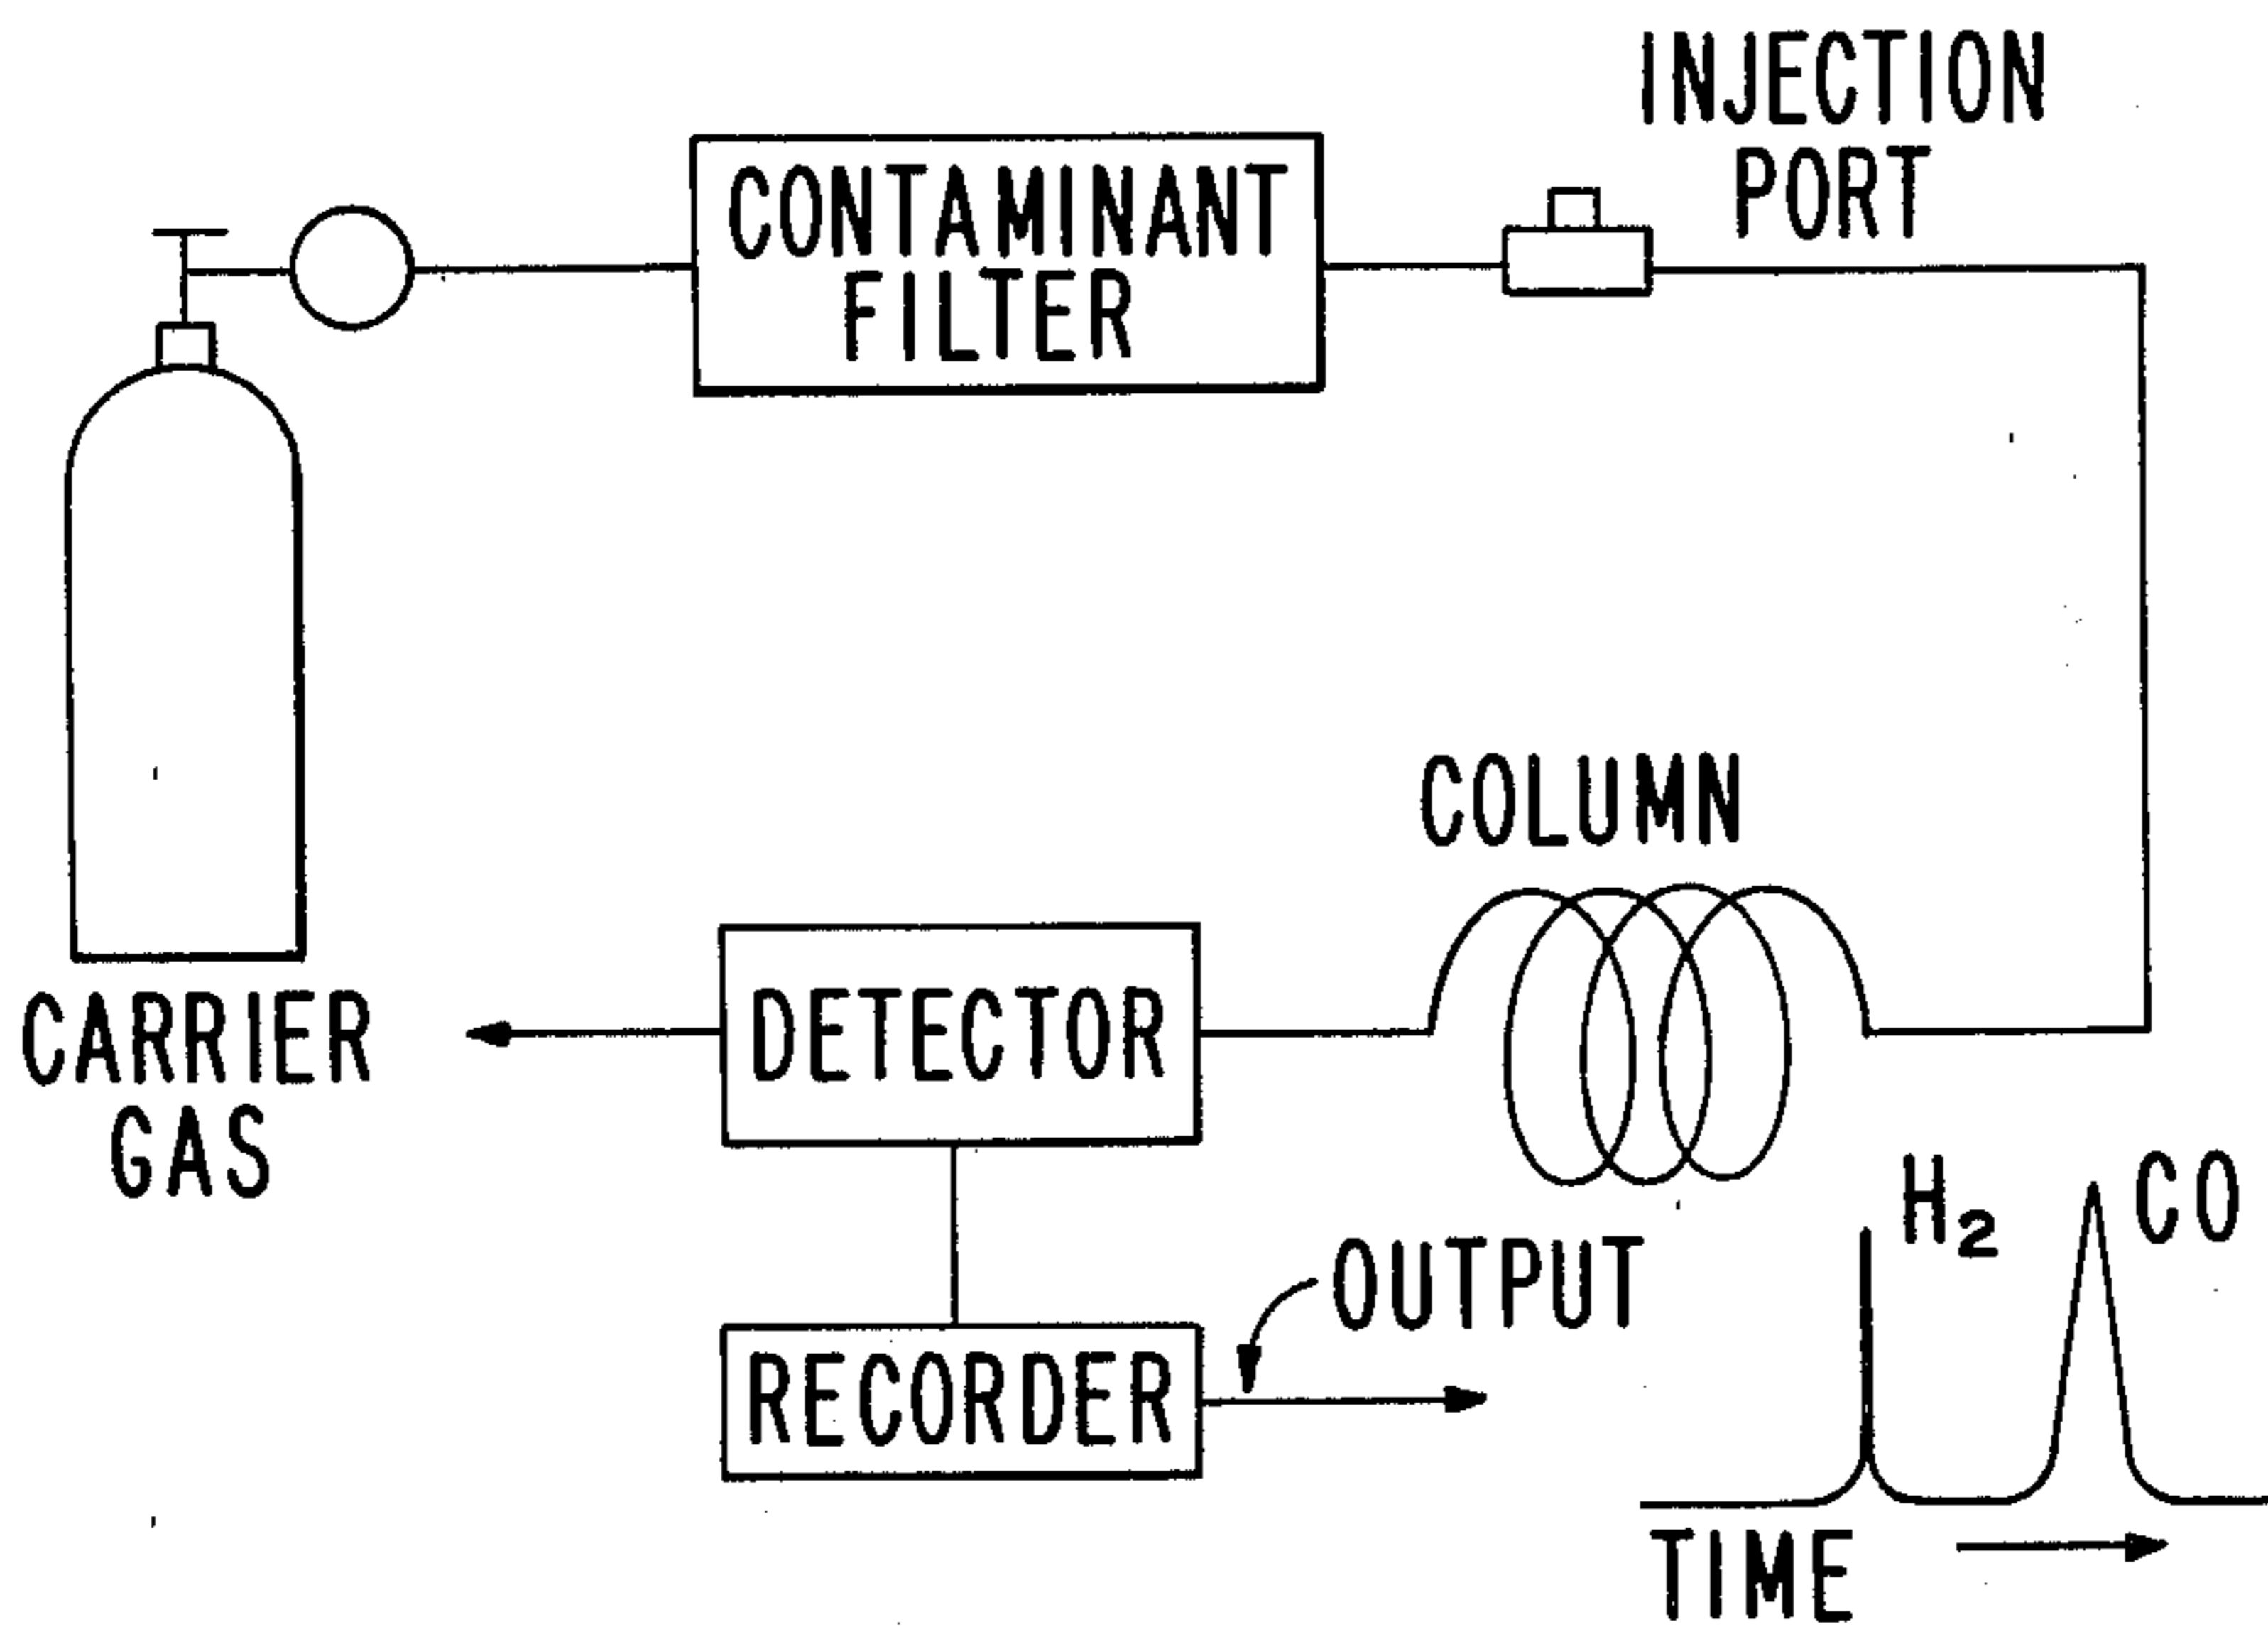 INJECTION
PORT
CONTAMINANT
FILTER
COLUMN
CARRIER
GAS
DETECTOR
H₂
CO
OUTPUT
RECORDER
TIME